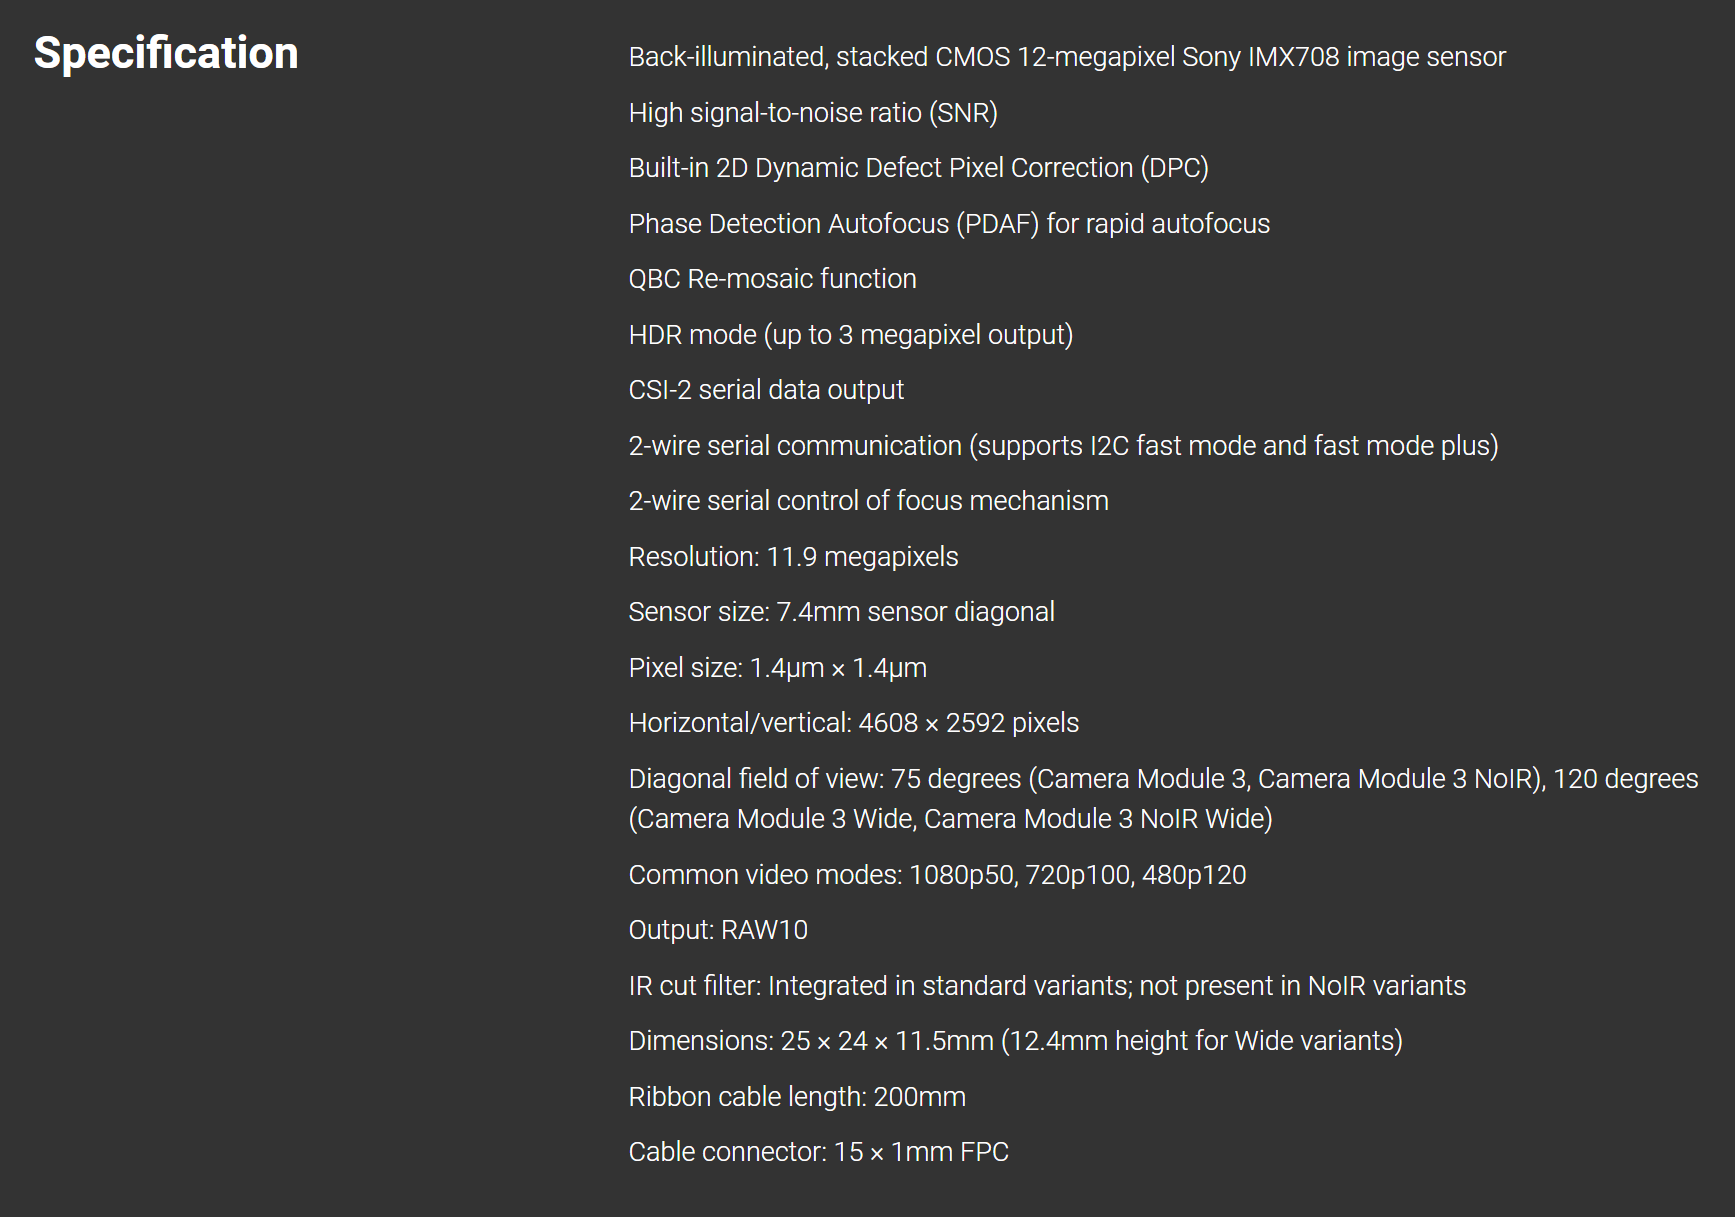 Specification
Back-illuminated, stacked CMOS 12-megapixel Sony IMX708 image sensor
High signal-to-noise ratio (SNR)
Built-in 2D Dynamic Defect Pixel Correction (DPC)
Phase Detection Autofocus (PDAF) for rapid autofocus
QBC Re-mosaic function
HDR mode (up to 3 megapixel output)
CSI-2 serial data output
2-wire serial communication (supports I2C fast mode and fast mode plus)
2-wire serial control of focus mechanism
Resolution: 11.9 megapixels
Sensor size: 7.4mm sensor diagonal
Pixel size: 1.4μm × 1.4μm
Horizontal/vertical: 4608 × 2592 pixels
Diagonal field of view: 75 degrees (Camera Module 3, Camera Module 3 NoIR), 120 degrees
(Camera Module 3 Wide, Camera Module 3 NoIR Wide)
Common video modes: 1080p50, 720p100, 480p120
Output: RAW10
IR cut filter: Integrated in standard variants; not present in NoIR variants
Dimensions: 25 × 24 × 11.5mm (12.4mm height for Wide variants)
Ribbon cable length: 200mm
Cable connector: 15 × 1mm FPC